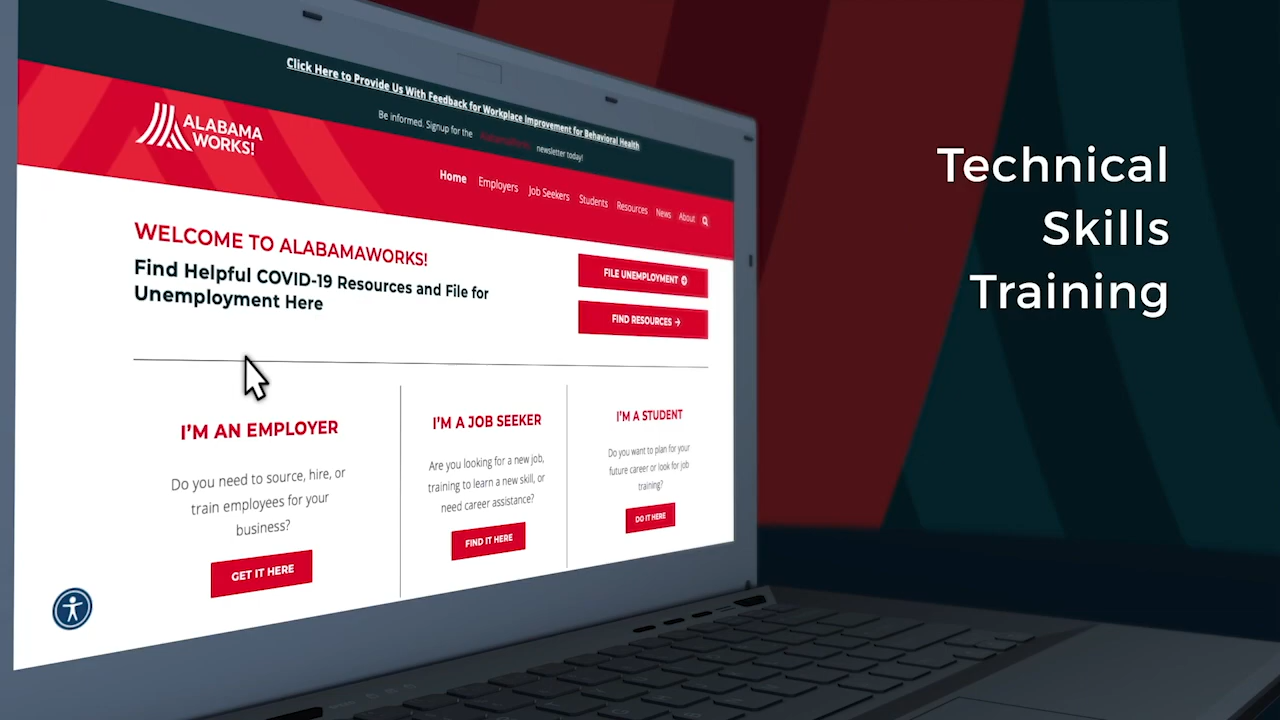 Click Here to Provide Us With Feedback for Workplace Improvement for Behavioral Health
Be informed. Signup for the AlabamaWorks newsletter today!
ALABAMA
WORKS!
Home Employers Job Seekers Students Resources News About
WELCOME TO ALABAMAWORKS!
Find Helpful COVID-19 Resources and File for
Unemployment Here
FILE UNEMPLOYMENT
FIND RESOURCES
I'M AN EMPLOYER
Do you need to source, hire, or
train employees for your
business?
GET IT HERE
I'M A JOB SEEKER
Are you looking for a new job,
training to learn a new skill, or
need career assistance?
FIND IT HERE
I'M A STUDENT
Do you want to plan for your
future career or look for job
training?
DO IT HERE
Technical
Skills
Training